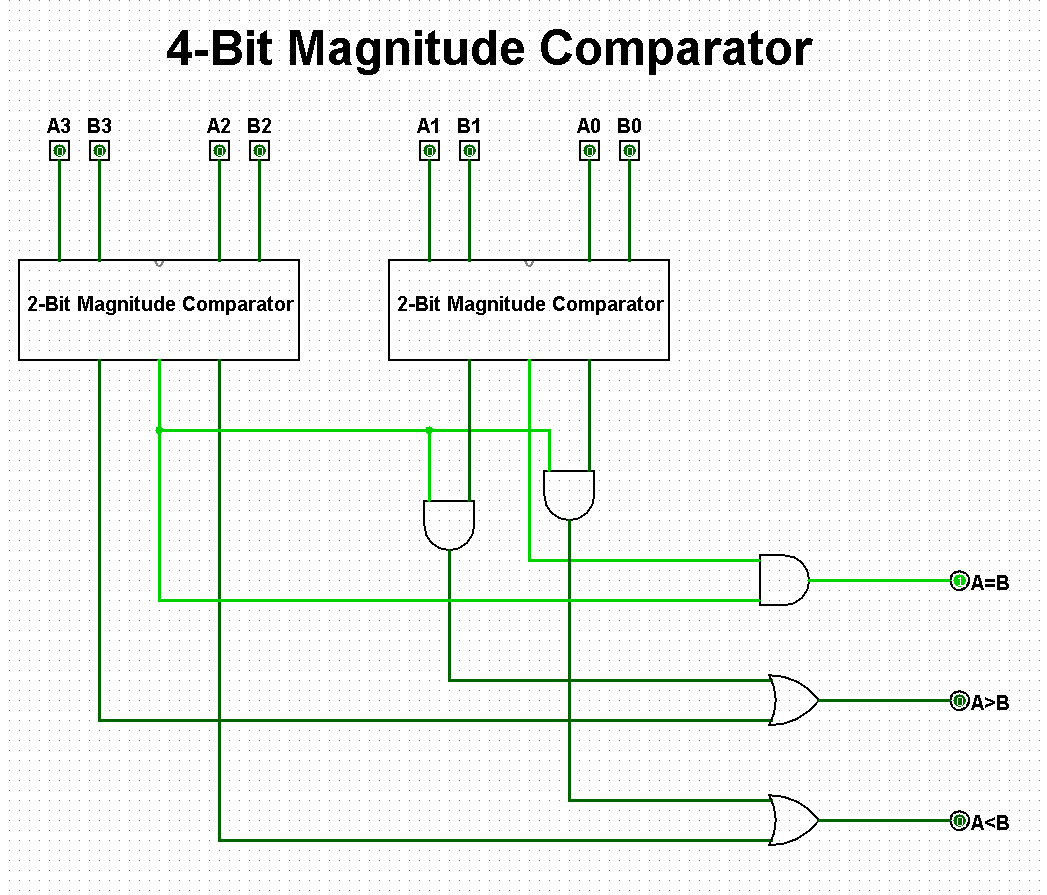 4-Bit Magnitude Comparator
A3 B3 A2 B2 A1 B1 A0 B0
0 0 0 0 0 0 0 0
2-Bit Magnitude Comparator 2-Bit Magnitude Comparator
1 A=B
0 A>B
0 A<B